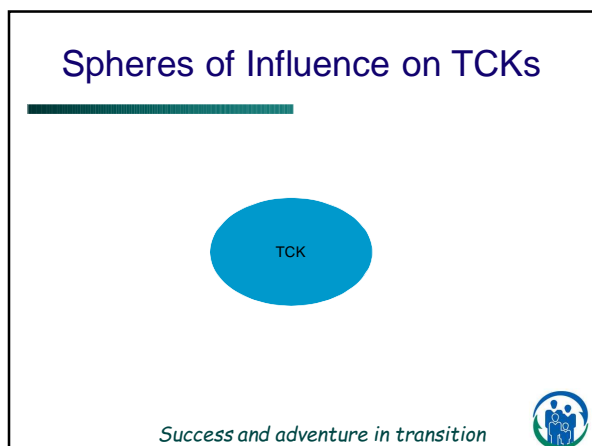 Spheres of Influence on TCKs
TCK
Success and adventure in transition